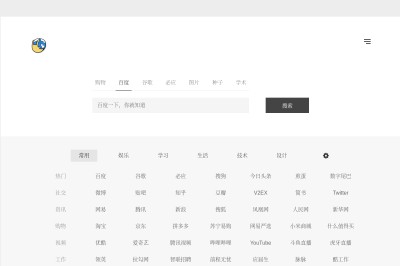 购物 百度 谷歌 必应 图片 种子 学术
百度一下，你就知道 搜索
常用 娱乐 学习 生活 技术 设计
热门 百度 谷歌 必应 搜狗 今日头条 数字尾巴
社交 微博 贴吧 知乎 豆瓣 V2EX 简书 Twitter
资讯 网易 腾讯 新浪 搜狐 凤凰网 人民网 新华网
购物 淘宝 京东 拼多多 苏宁易购 网易严选 小米商城 什么值得买
视频 优酷 爱奇艺 腾讯视频 哔哩哔哩 YouTube 斗鱼直播 虎牙直播
工作 领英 拉勾网 智联招聘 前程无忧 应届生 脉脉 酷工作